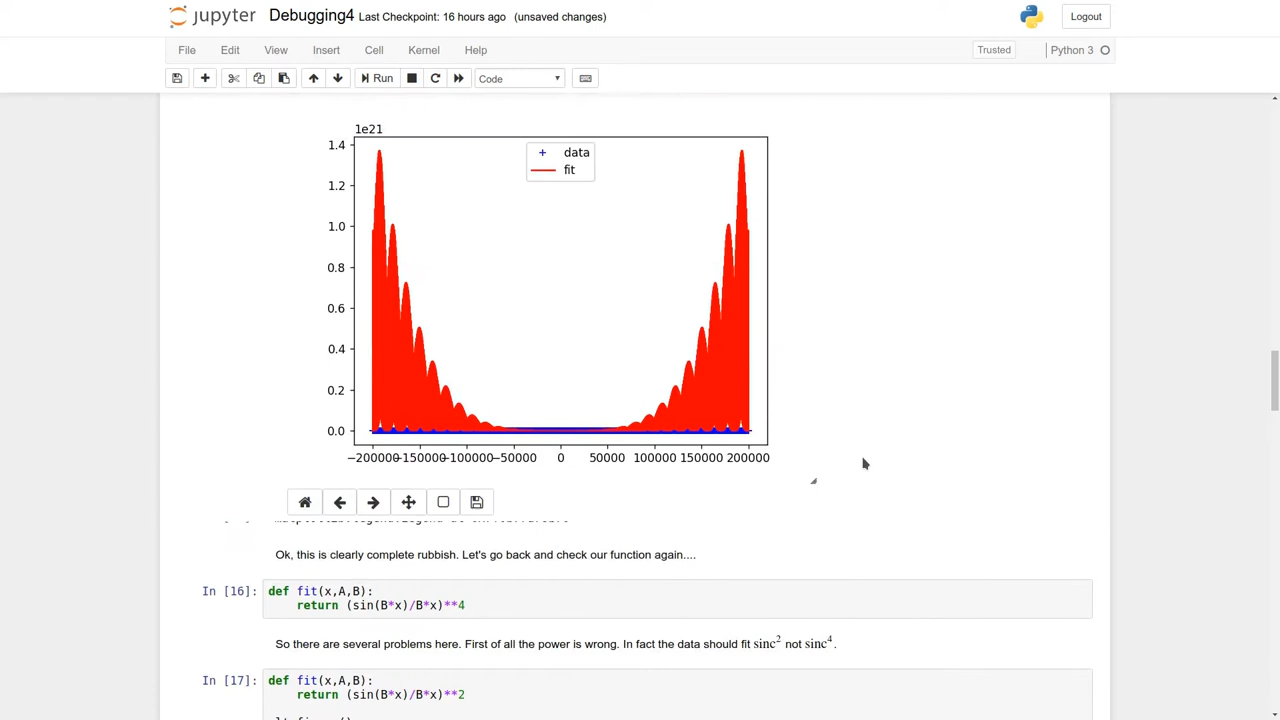 jupyter Debugging4 Last Checkpoint: 16 hours ago (unsaved changes) Logout
File Edit View Insert Cell Kernel Help Trusted Python 3
Run Code
1e21
1.4
1.2
1.0
0.8
0.6
0.4
0.2
0.0
data
fit
−200000 −150000 −100000 −50000 0 50000 100000 150000 200000
Ok, this is clearly complete rubbish. Let's go back and check our function again....
In [16]: def fit(x,A,B):
return (sin(B*x)/B*x)**4
So there are several problems here. First of all the power is wrong. In fact the data should fit sinc² not sinc⁴.
In [17]: def fit(x,A,B):
return (sin(B*x)/B*x)**2